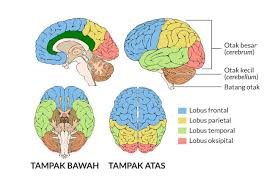 Otak besar
(cerebrum)
Otak kecil
(cerebellum)
Batang otak
Lobus frontal
Lobus parietal
Lobus temporal
Lobus oksipital
TAMPAK BAWAH
TAMPAK ATAS